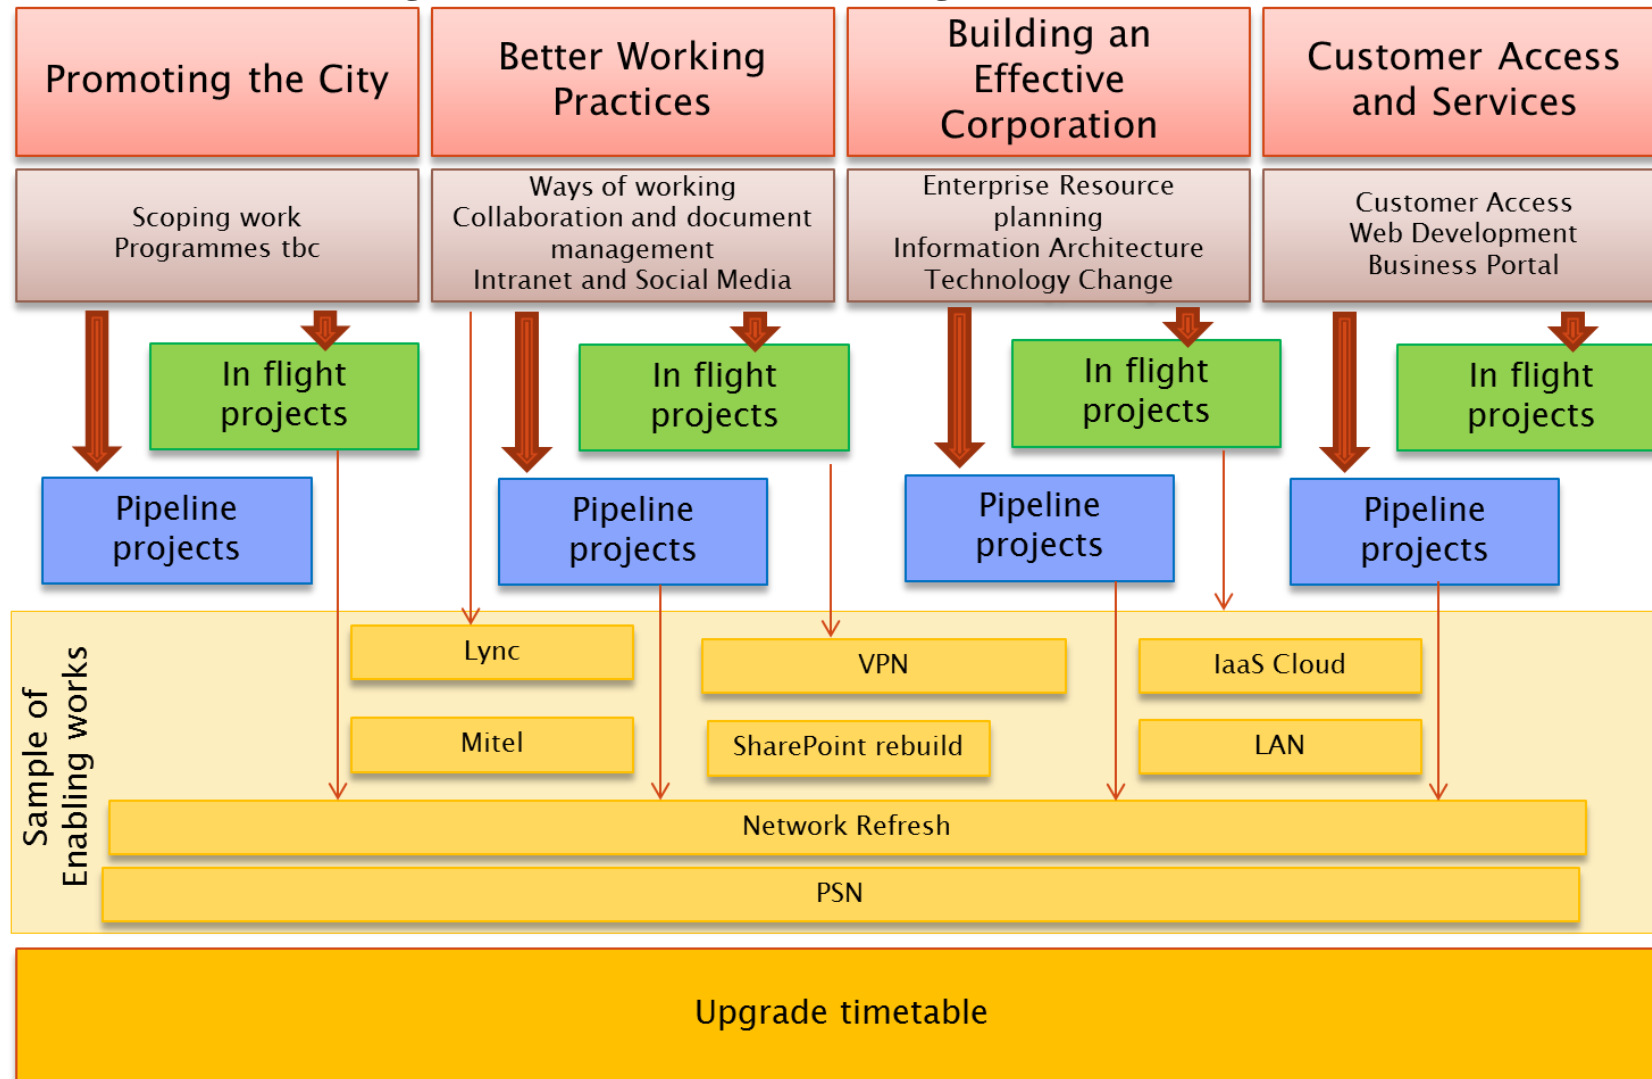 Promoting the City
Better Working
Practices
Building an
Effective
Corporation
Customer Access
and Services
Scoping work
Programmes tbc
Ways of working
Collaboration and document
management
Intranet and Social Media
Enterprise Resource
planning
Information Architecture
Technology Change
Customer Access
Web Development
Business Portal
In flight
projects
In flight
projects
In flight
projects
In flight
projects
Pipeline
projects
Pipeline
projects
Pipeline
projects
Pipeline
projects
Sample of
Enabling works
Lync
VPN
IaaS Cloud
Mitel
SharePoint rebuild
LAN
Network Refresh
PSN
Upgrade timetable